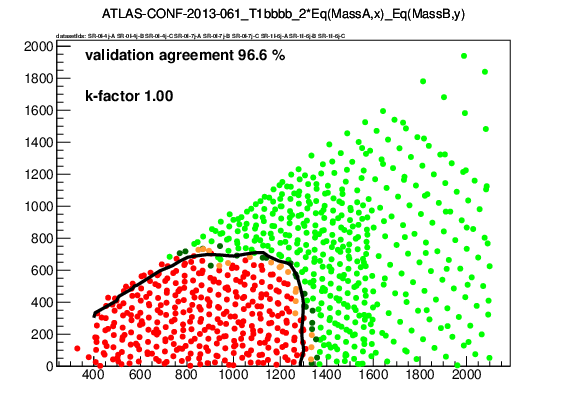 ATLAS-CONF-2013-061_T1bbbb_2*Eq(MassA,x)_Eq(MassB,y)
validation agreement 96.6 %
k-factor 1.00
2000
1800
1600
1400
1200
1000
800
600
400
200
0
400 600 800 1000 1200 1400 1600 1800 2000